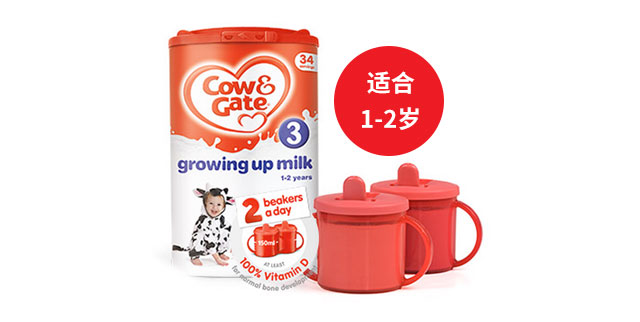 34
Cow&
Gate
3
growing up milk
1-2 years
2 beakers
a day
150ml
AT LEAST
100% Vitamin D
for normal bone development
适合
1-2岁